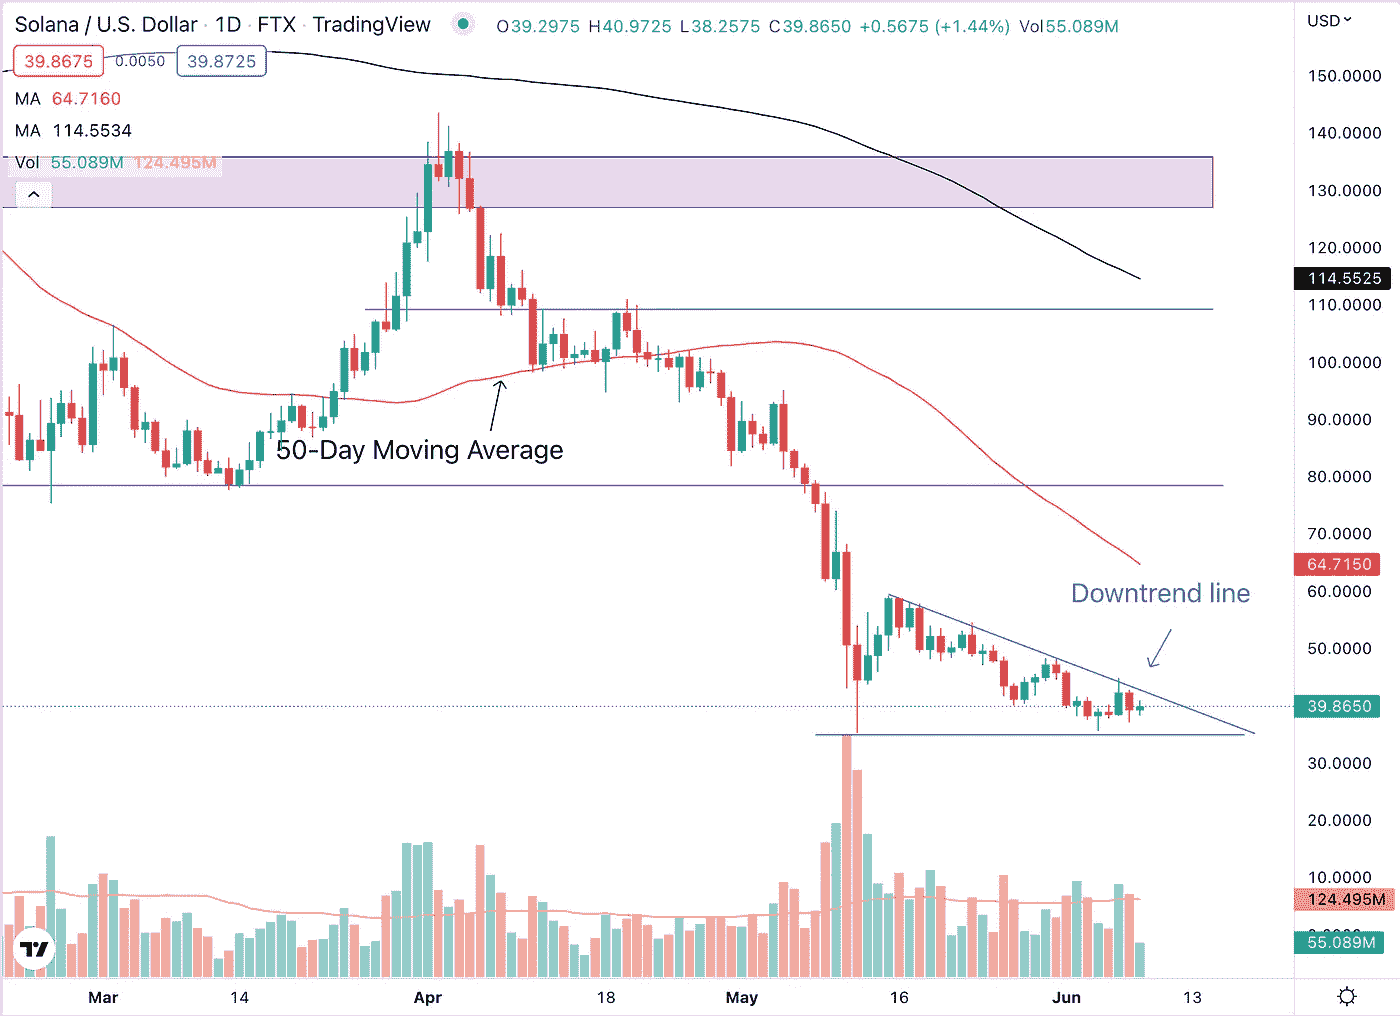 Solana / U.S. Dollar · 1D · FTX · TradingView O39.2975 H40.9725 L38.2575 C39.8650 +0.5675 (+1.44%) Vol55.089M
USD
39.8675 0.0050 39.8725
MA 64.7160
MA 114.5534
Vol 55.089M 124.495M
150.0000
140.0000
130.0000
120.0000
114.5525
110.0000
100.0000
90.0000
80.0000
70.0000
64.7150
60.0000
50.0000
39.8650
30.0000
20.0000
10.0000
124.495M
55.089M
50-Day Moving Average
Downtrend line
Mar 14 Apr 18 May 16 Jun 13